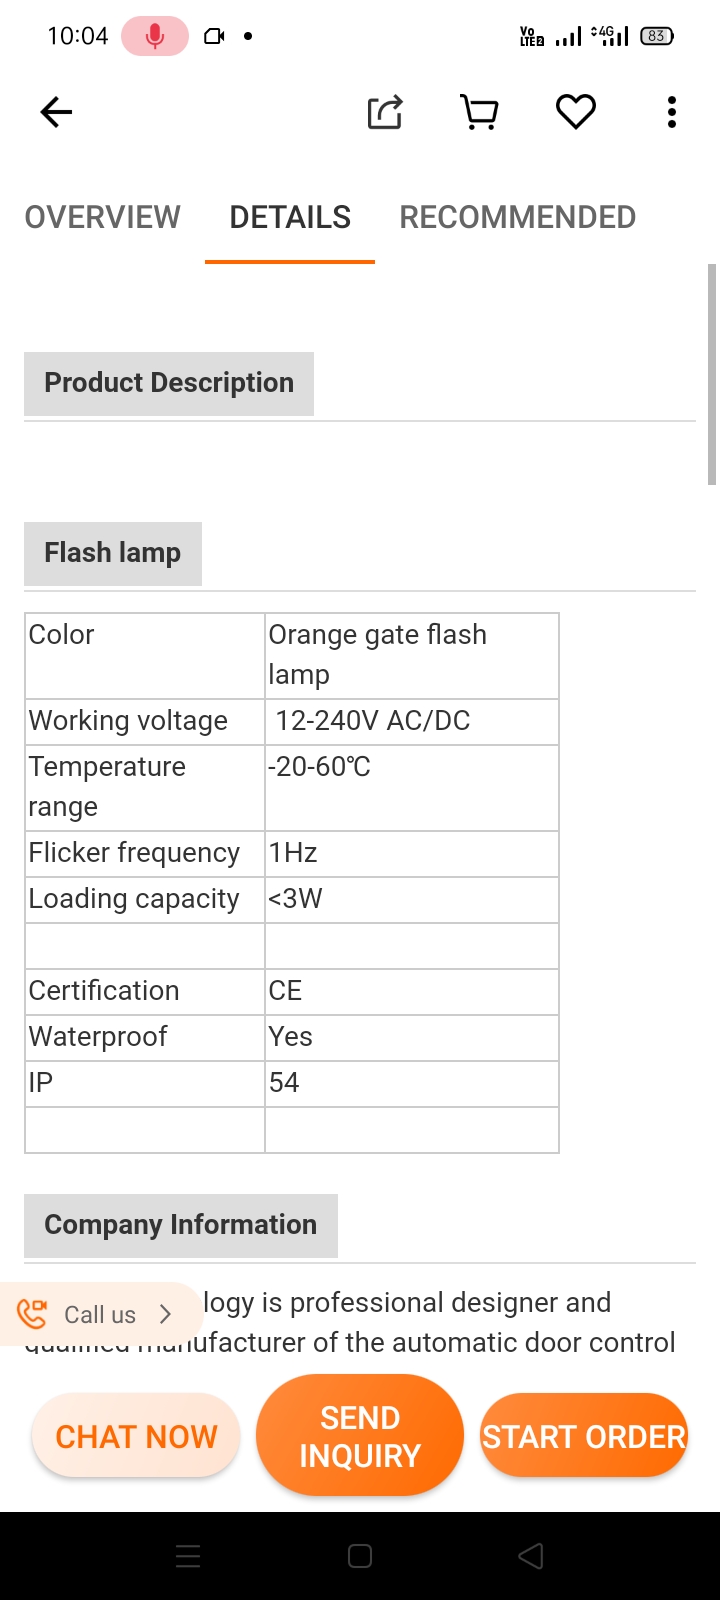 10:04
Vo LTE2 4G 83
OVERVIEW DETAILS RECOMMENDED
Product Description
Flash lamp
Color Orange gate flash
lamp
Working voltage 12-240V AC/DC
Temperature -20-60℃
range
Flicker frequency 1Hz
Loading capacity <3W
Certification CE
Waterproof Yes
IP 54
Company Information
Call us logy is professional designer and
qualified manufacturer of the automatic door control
CHAT NOW
SEND
INQUIRY
START ORDER